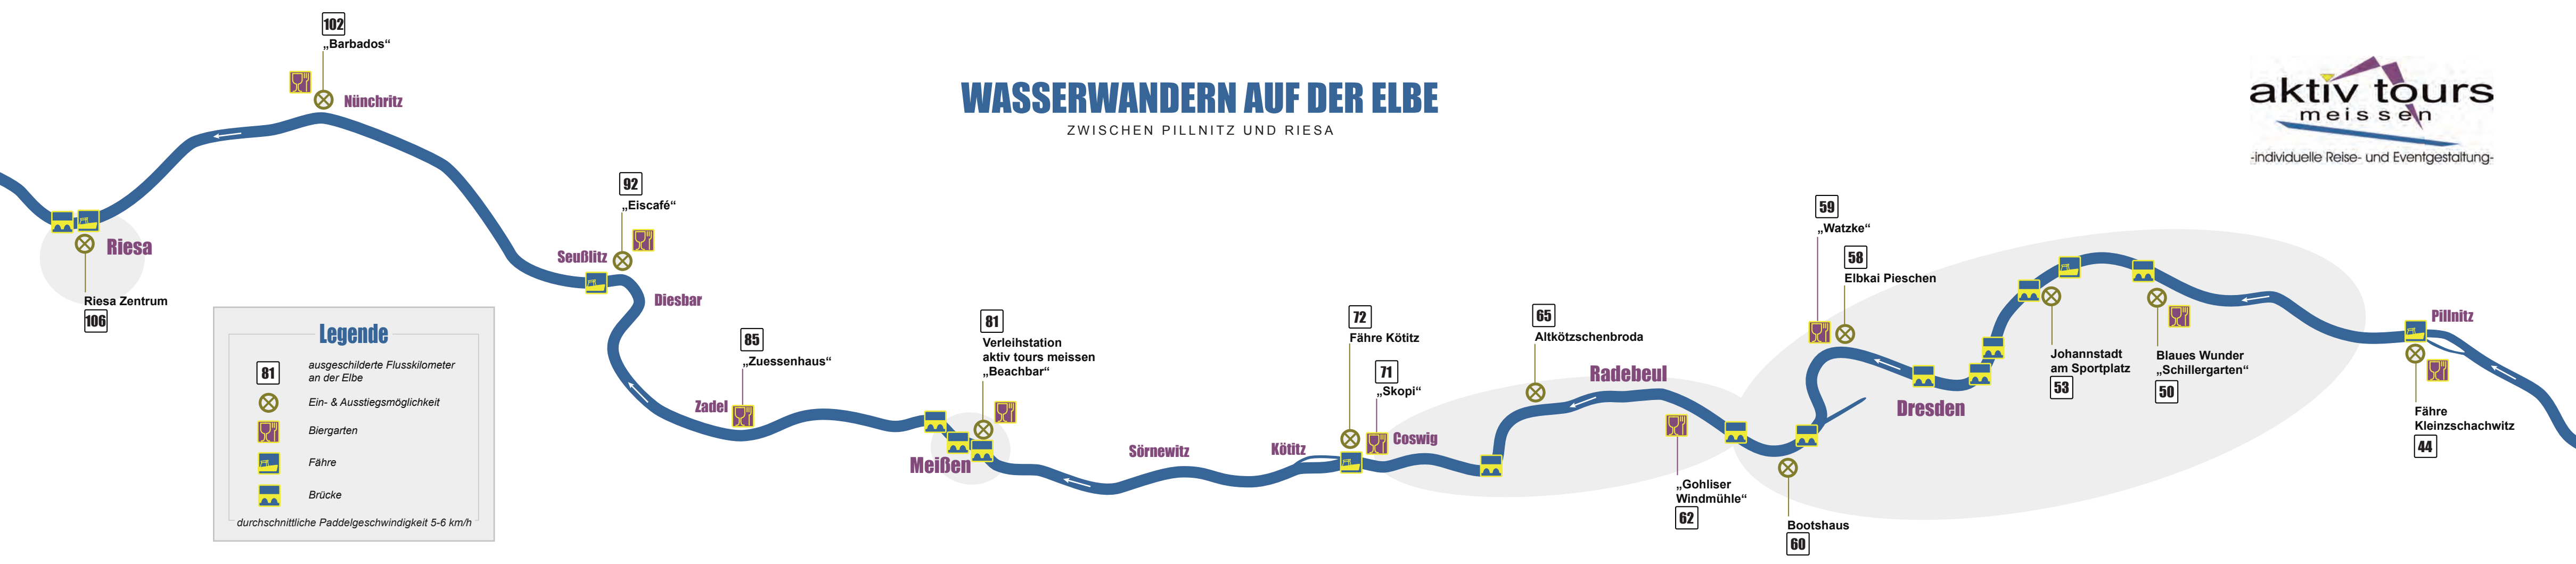 WASSERWANDERN AUF DER ELBE
ZWISCHEN PILLNITZ UND RIESA
aktiv tours
meissen
-individuelle Reise- und Eventgestaltung-
102
„Barbados“
Nünchritz
Riesa
Riesa Zentrum
106
92
„Eiscafé“
Seußlitz
Diesbar
85
„Zuessenhaus“
Zadel
81
Verleihstation
aktiv tours meissen
„Beachbar“
Meißen
Sörnewitz
Kötitz
72
Fähre Kötitz
71
„Skopi“
Coswig
65
Altkötzschenbroda
Radebeul
„Gohliser
Windmühle“
62
59
„Watzke“
58
Elbkai Pieschen
Bootshaus
60
Dresden
Johannstadt
am Sportplatz
53
Blaues Wunder
„Schillergarten“
50
Pillnitz
Fähre
Kleinzschachwitz
44
Legende
81
ausgeschilderte Flusskilometer
an der Elbe
Ein- & Ausstiegsmöglichkeit
Biergarten
Fähre
Brücke
durchschnittliche Paddelgeschwindigkeit 5-6 km/h